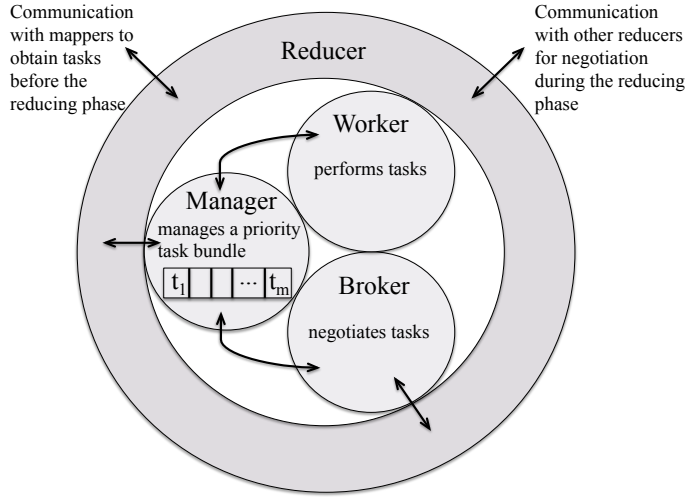 Communication
with mappers to
obtain tasks
before the
reducing phase
Communication
with other reducers
for negotiation
during the reducing
phase
Reducer
Worker
performs tasks
Manager
manages a priority
task bundle
t1 ... tm
Broker
negotiates tasks